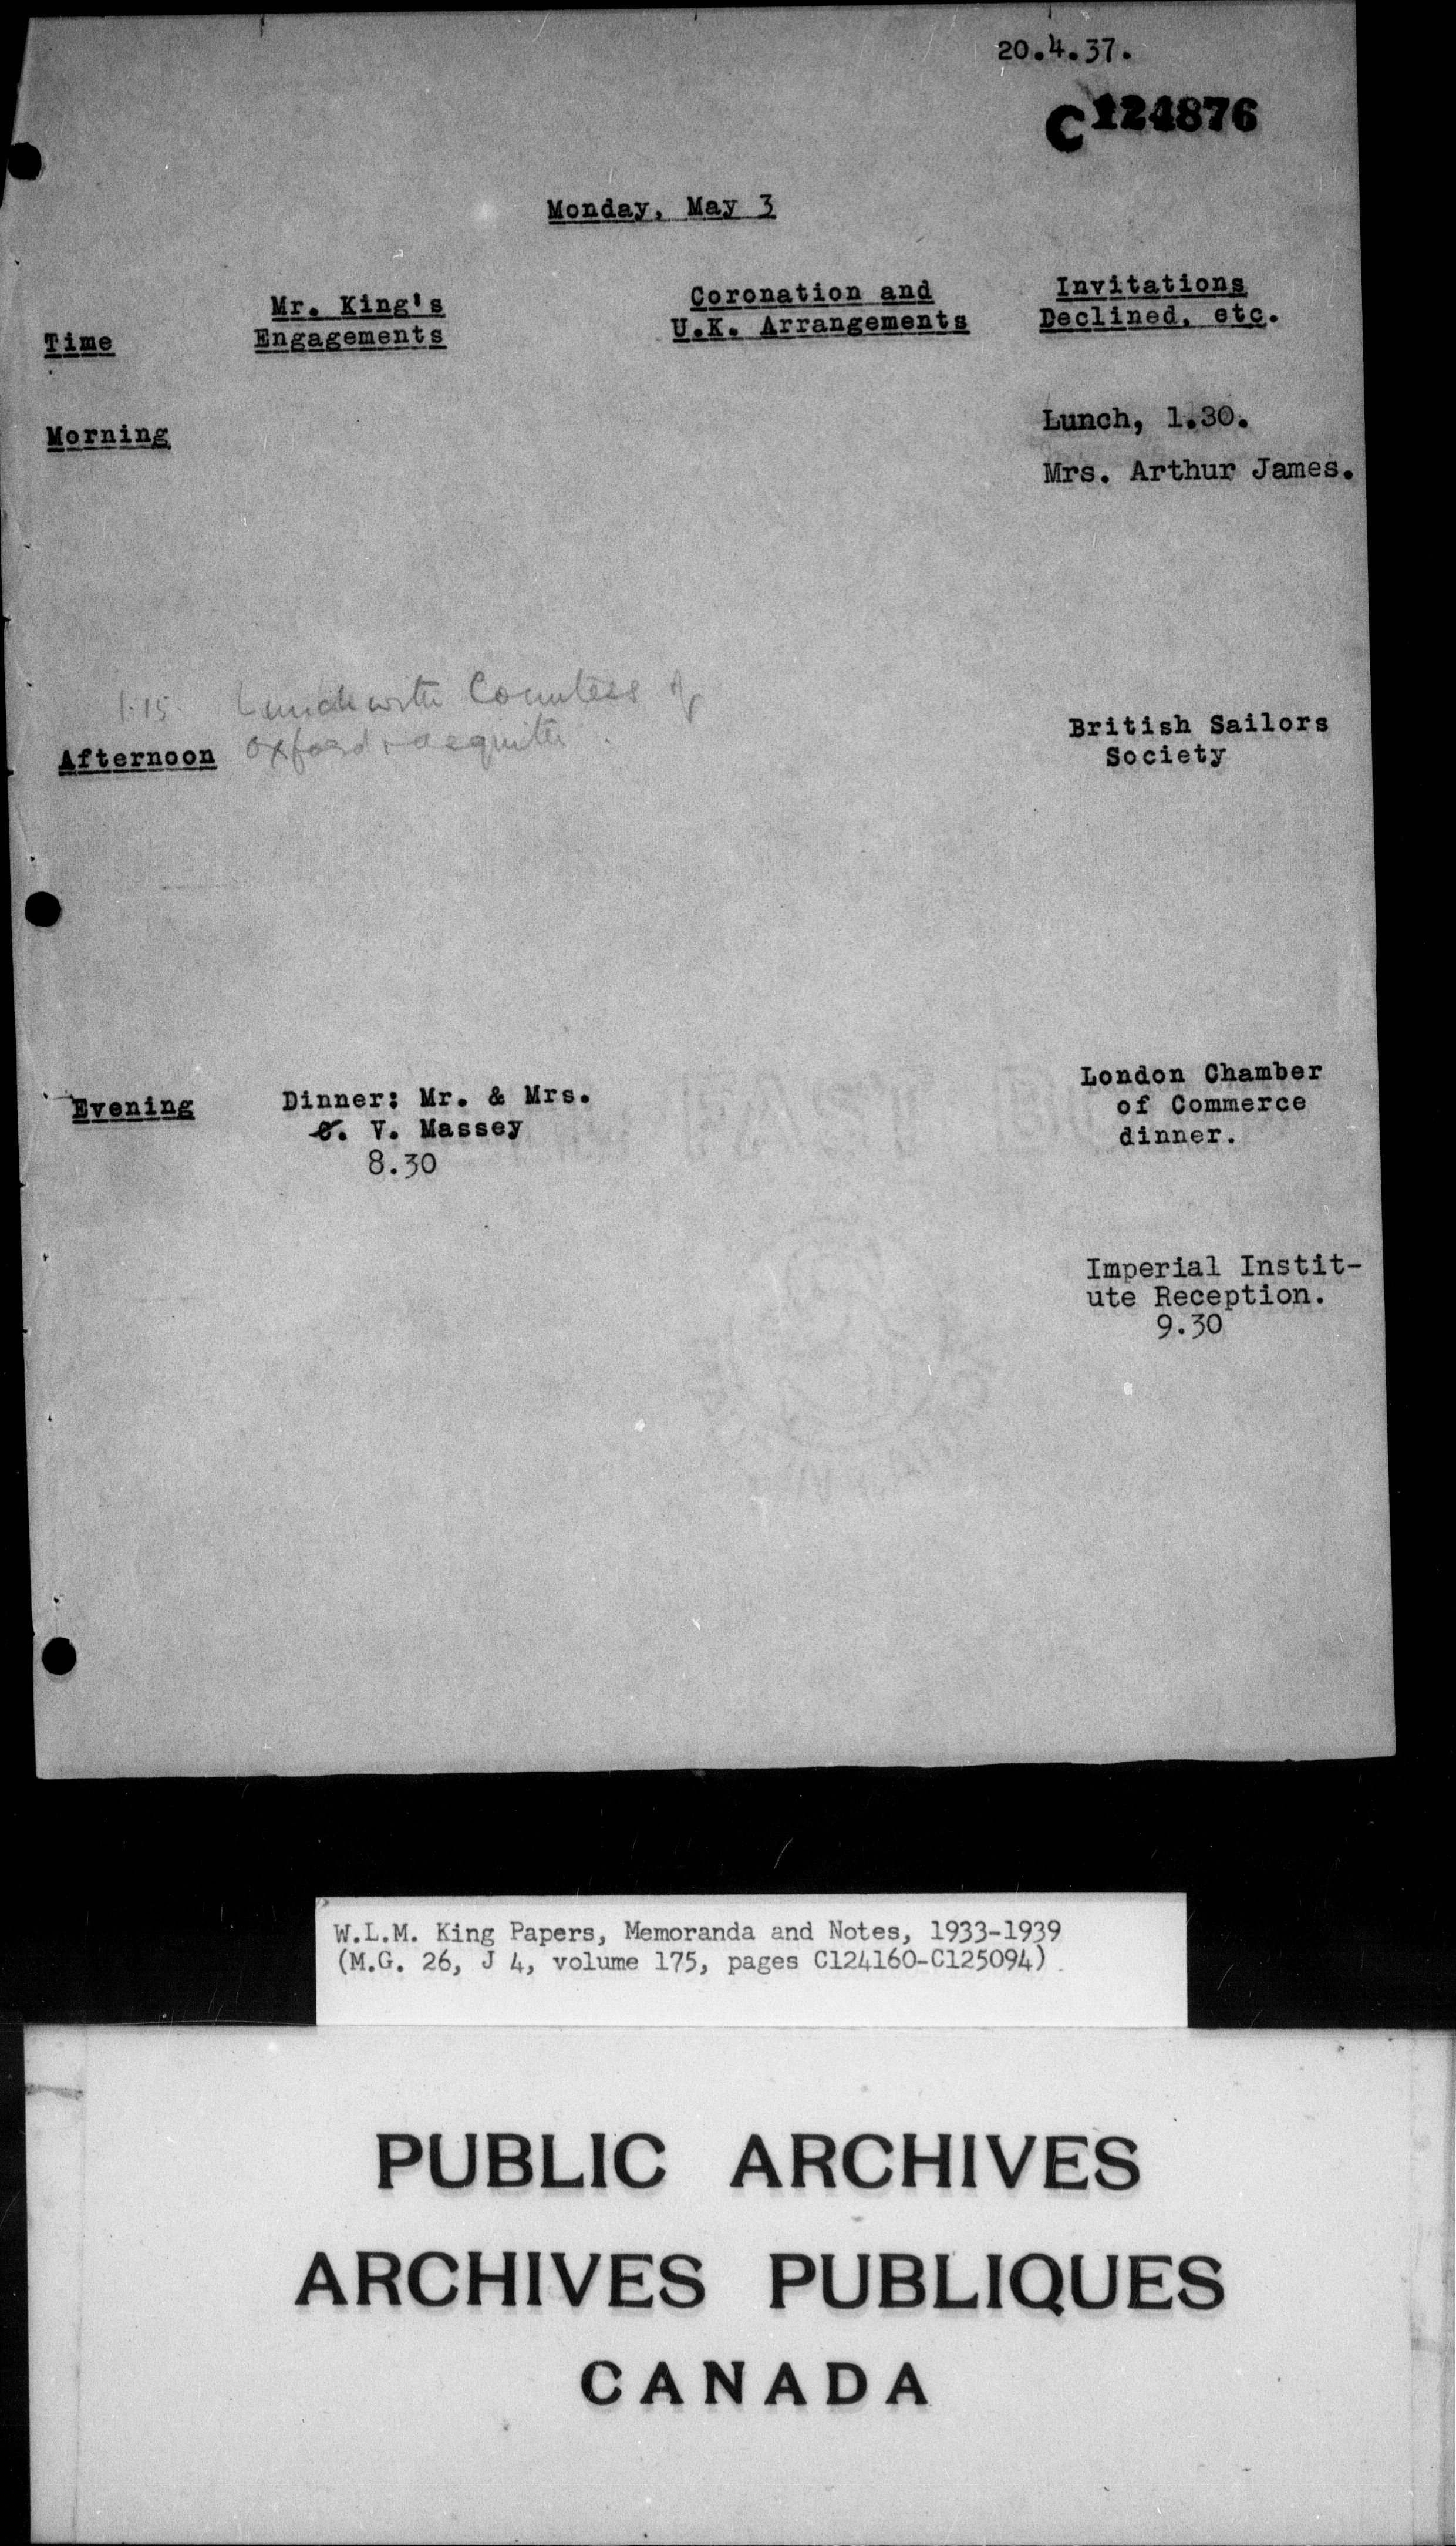 20.4.37.
C124876
Monday, May 3
Time
Mr. King's
Engagements
Coronation and
U.K. Arrangements
Invitations
Declined, etc.
Morning
Lunch, 1.30.
Mrs. Arthur James.
1.15. Lunch with Countess of
Oxford & Asquith.
Afternoon
British Sailors
Society
Evening
Dinner: Mr. & Mrs.
V. Massey
8.30
London Chamber
of Commerce
dinner.
Imperial Instit-
ute Reception.
9.30
W.L.M. King Papers, Memoranda and Notes, 1933-1939
(M.G. 26, J 4, volume 175, pages C124160-C125094)
PUBLIC ARCHIVES
ARCHIVES PUBLIQUES
CANADA